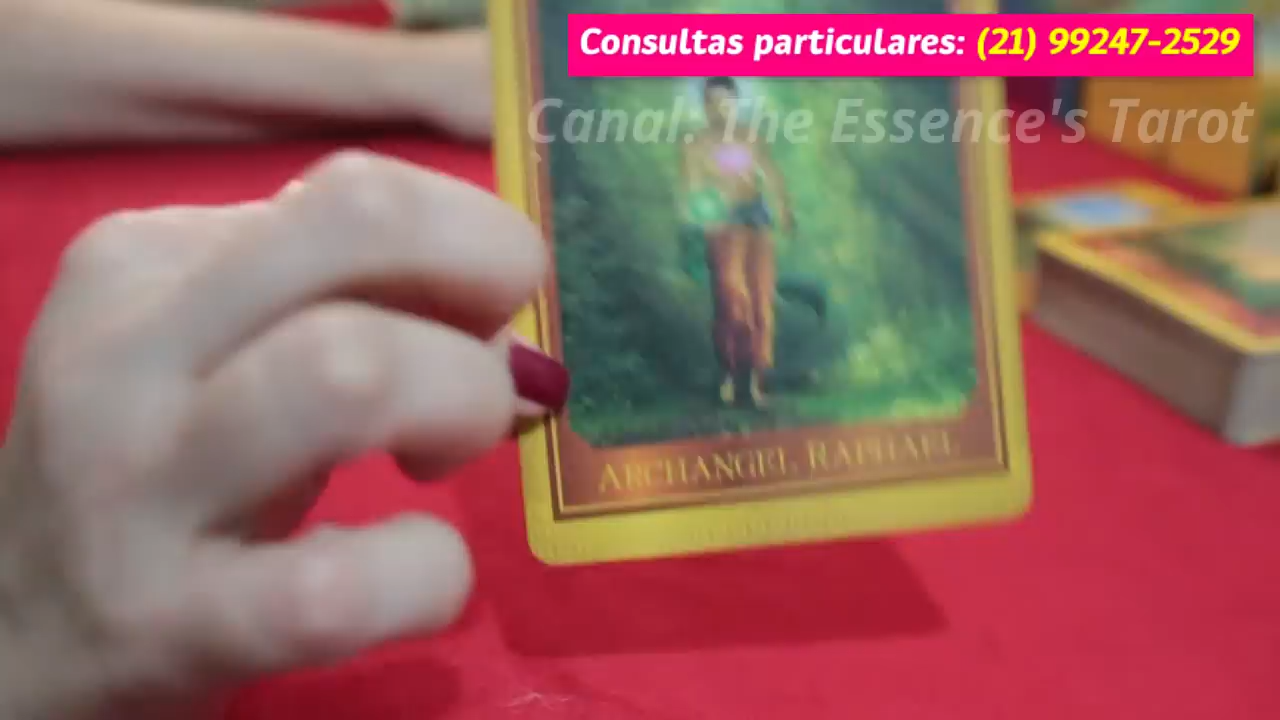 Consultas particulares: (21) 99247-2529
Canal: The Essence's Tarot
ARCHANGEL RAPHAEL